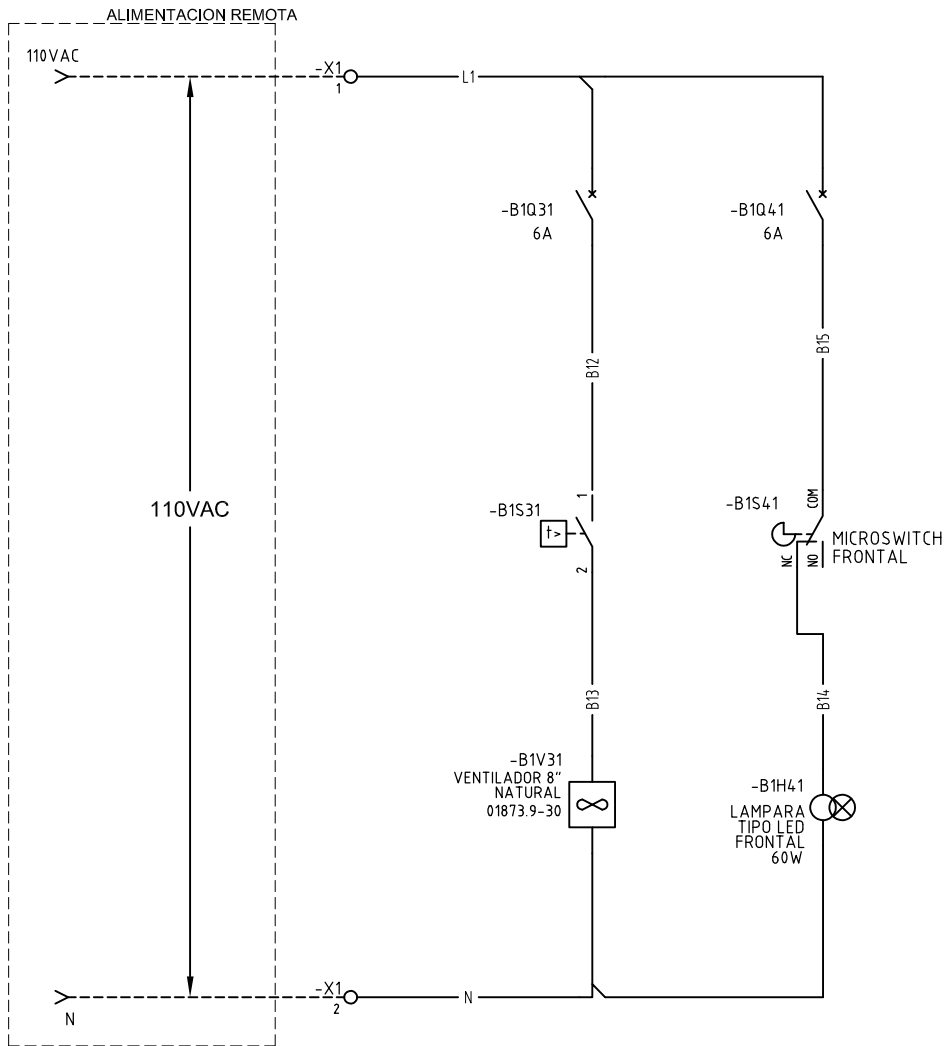 ALIMENTACION REMOTA
110VAC
-X1
1
L1
-B1Q31
6A
-B1Q41
6A
B12
B15
110VAC
-B1S31
1
t>
2
-B1S41
COM
NC
NO
MICROSWITCH
FRONTAL
B13
B14
-B1V31
VENTILADOR 8"
NATURAL
01873.9-30
-B1H41
LAMPARA
TIPO LED
FRONTAL
60W
-X1
2
N
N